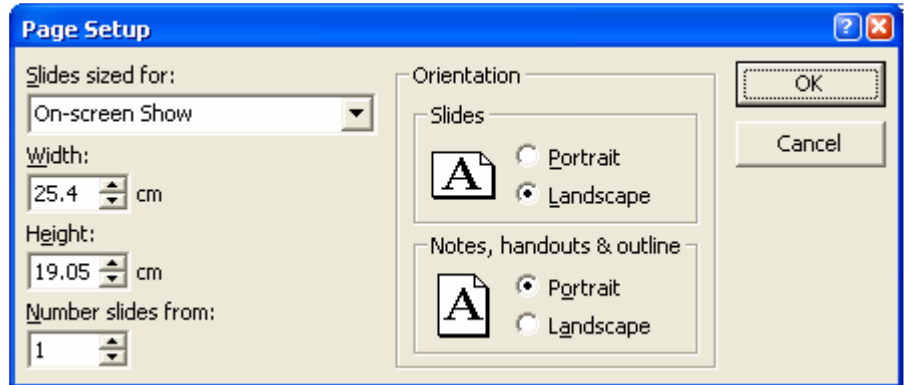 Page Setup
Slides sized for:
On-screen Show
Width:
25.4 cm
Height:
19.05 cm
Number slides from:
1
Orientation
Slides
A
Portrait
Landscape
Notes, handouts & outline
A
Portrait
Landscape
OK
Cancel